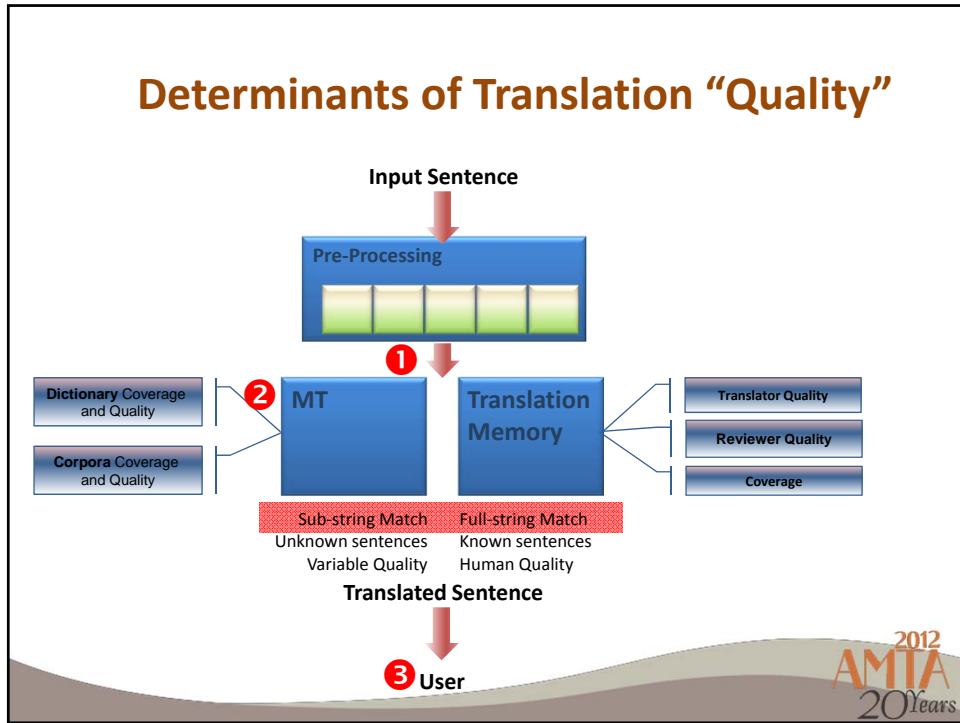 Determinants of Translation “Quality”
Input Sentence
Pre-Processing
❶
❷
MT
Translation
Memory
Dictionary Coverage
and Quality
Corpora Coverage
and Quality
Translator Quality
Reviewer Quality
Coverage
Sub-string Match Full-string Match
Unknown sentences Known sentences
Variable Quality Human Quality
Translated Sentence
❸ User
2012
AMTA
20 Years